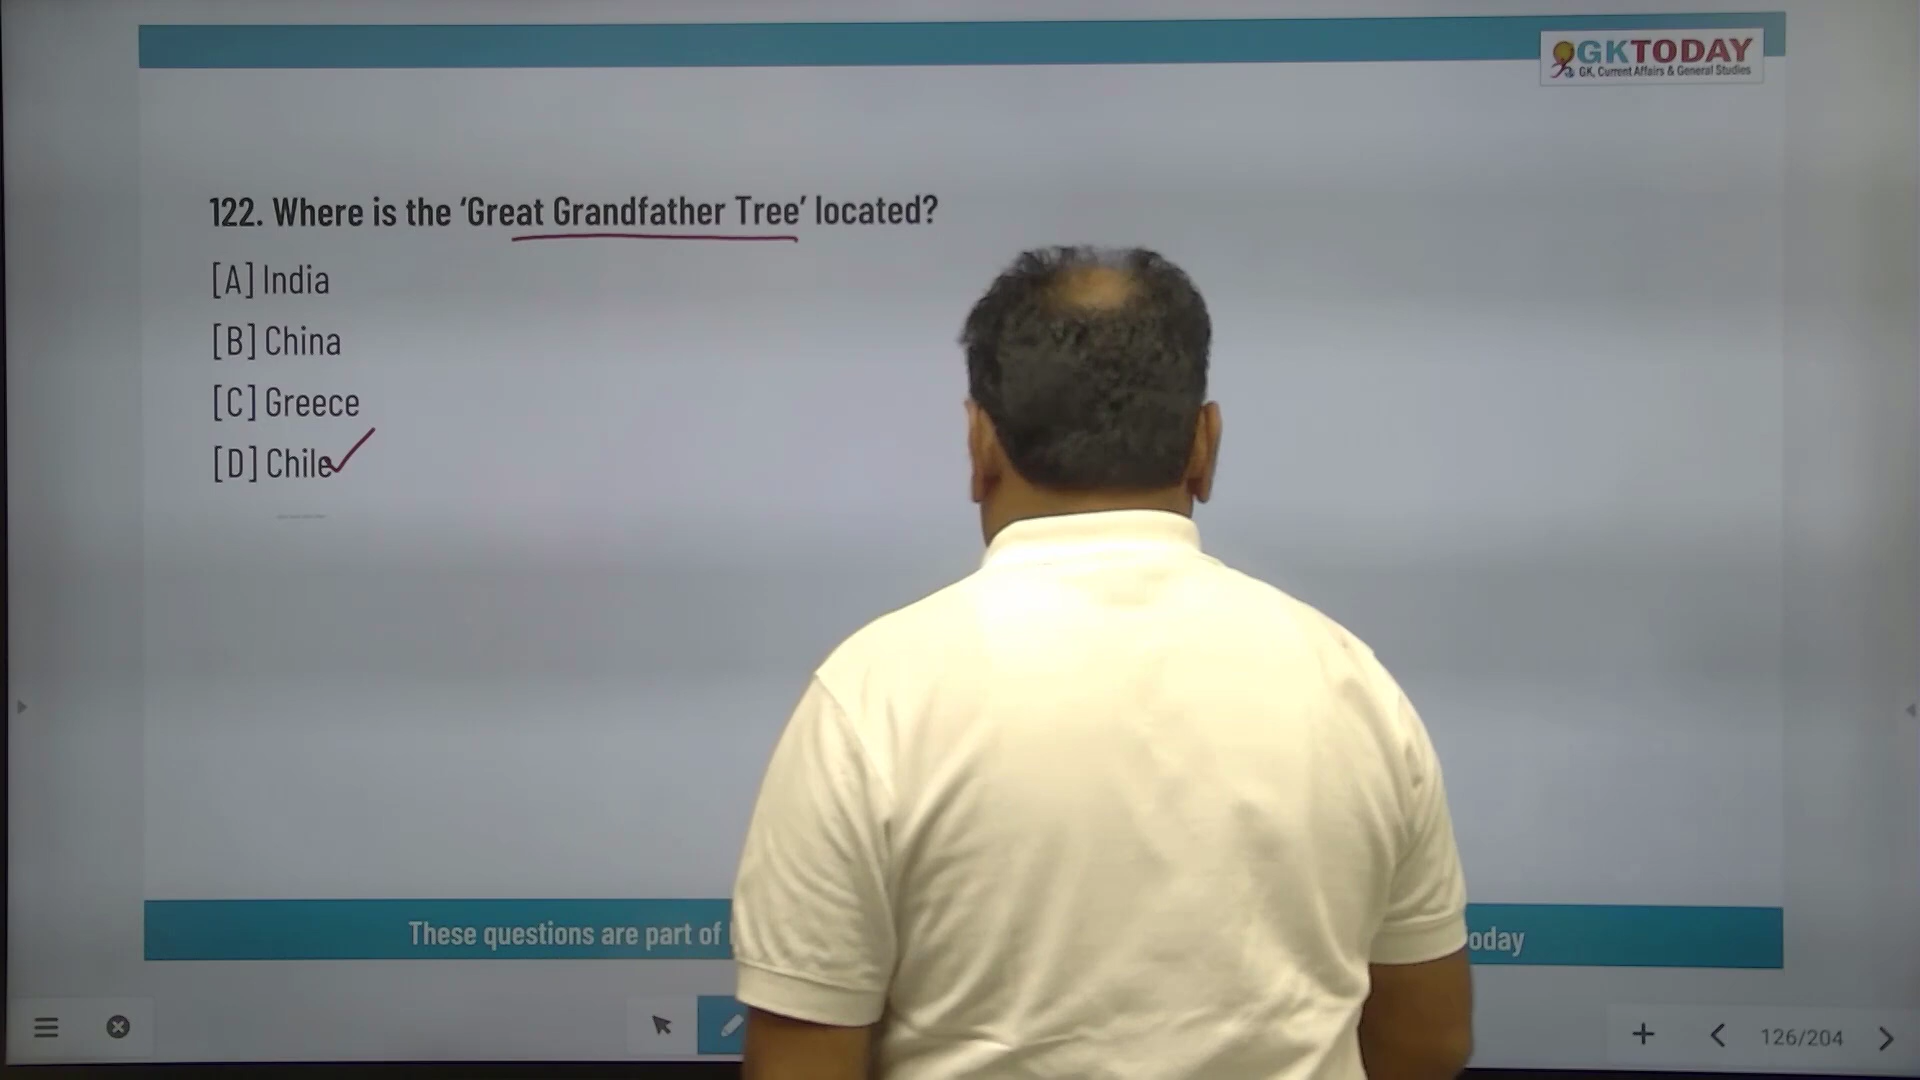 GKTODAY
GK, Current Affairs & General Studies
122. Where is the ‘Great Grandfather Tree’ located?
[A] India
[B] China
[C] Greece
[D] Chile
These questions are part of
oday
126/204